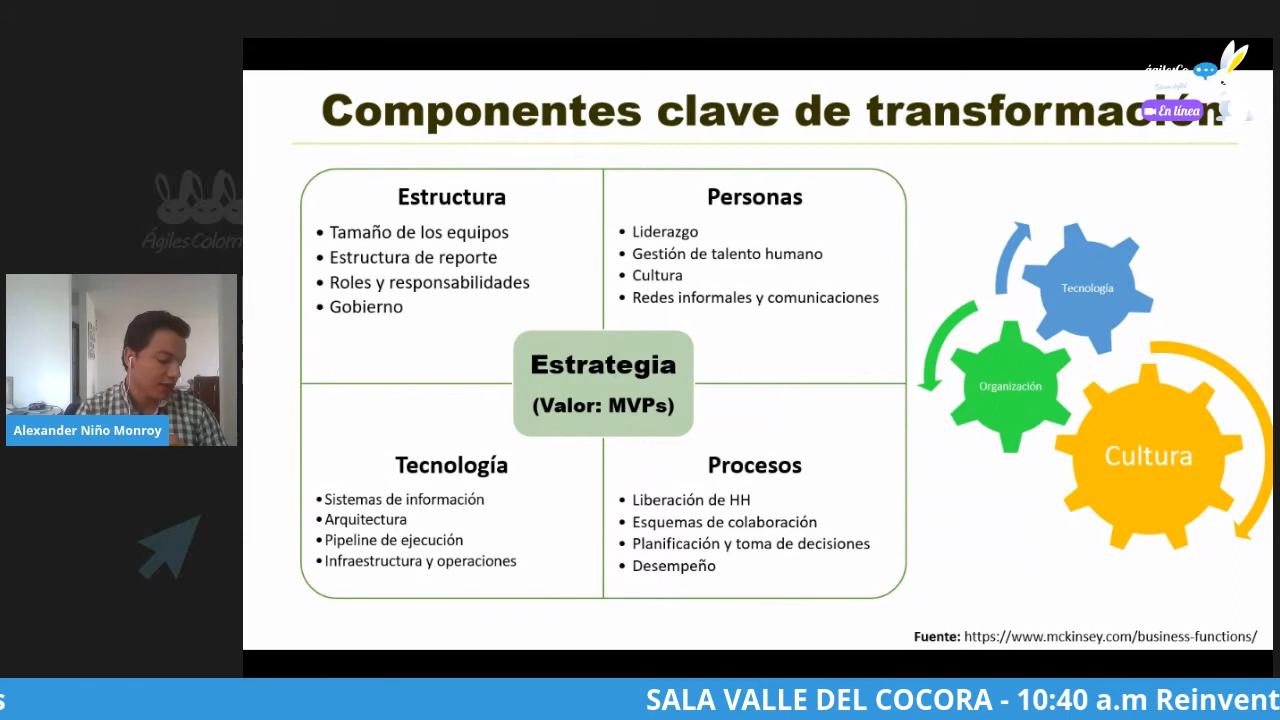 Componentes clave de transformación
En línea
Estructura
• Tamaño de los equipos
• Estructura de reporte
• Roles y responsabilidades
• Gobierno
Personas
• Liderazgo
• Gestión de talento humano
• Cultura
• Redes informales y comunicaciones
Estrategia
(Valor: MVPs)
Tecnología
• Sistemas de información
• Arquitectura
• Pipeline de ejecución
• Infraestructura y operaciones
Procesos
• Liberación de HH
• Esquemas de colaboración
• Planificación y toma de decisiones
• Desempeño
Tecnología
Organización
Cultura
Fuente: https://www.mckinsey.com/business-functions/
ÁgilesColom
Alexander Niño Monroy
s SALA VALLE DEL COCORA - 10:40 a.m Reinvent